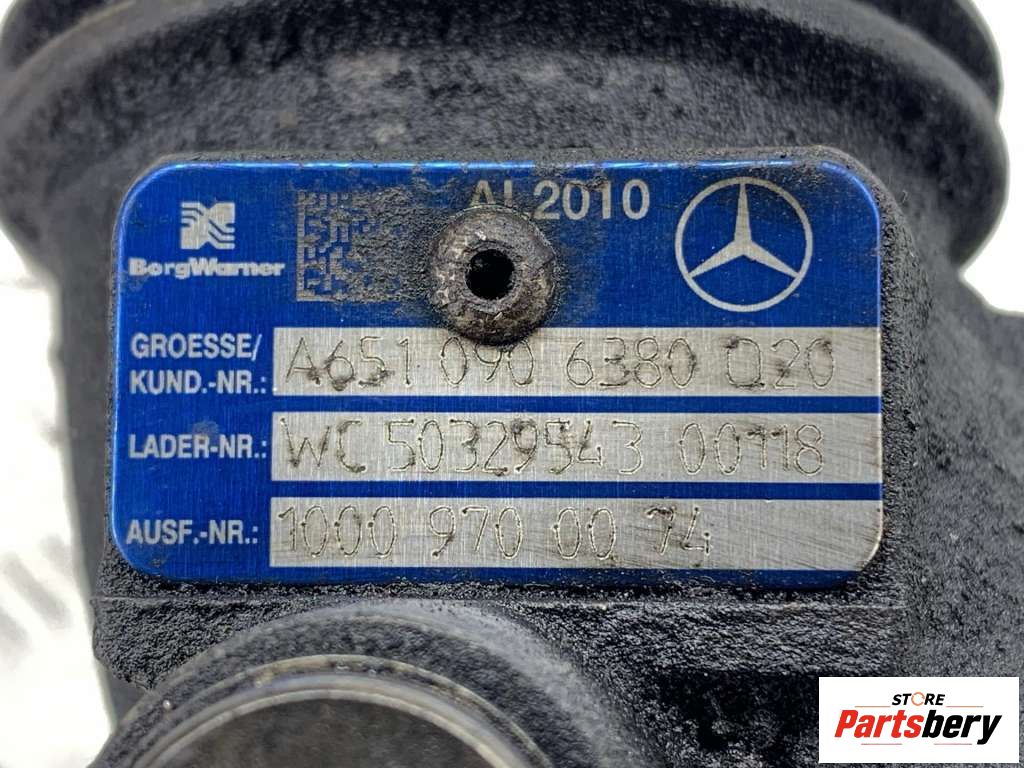 AL2010
BorgWarner
GROESSE/
KUND.-NR.: A651 090 6380 Q20
LADER-NR.: WC 50329543 00118
AUSF.-NR.: 1000 970 00 74
STORE
Partsbery